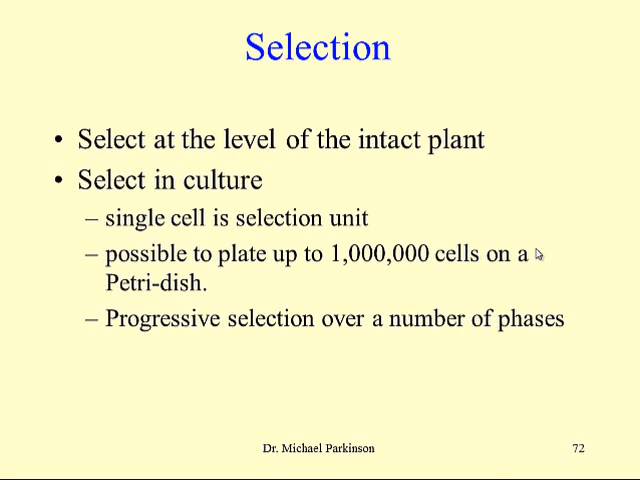 Selection
• Select at the level of the intact plant
• Select in culture
– single cell is selection unit
– possible to plate up to 1,000,000 cells on a
Petri-dish.
– Progressive selection over a number of phases
Dr. Michael Parkinson
72